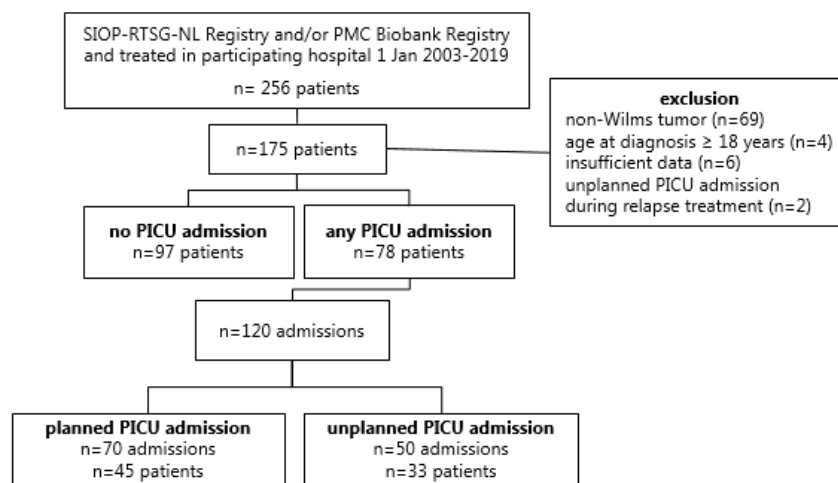 SIOP-RTSG-NL Registry and/or PMC Biobank Registry
and treated in participating hospital 1 Jan 2003-2019
n= 256 patients
exclusion
non-Wilms tumor (n=69)
age at diagnosis ≥ 18 years (n=4)
insufficient data (n=6)
unplanned PICU admission
during relapse treatment (n=2)
n=175 patients
no PICU admission
n=97 patients
any PICU admission
n=78 patients
n=120 admissions
planned PICU admission
n=70 admissions
n=45 patients
unplanned PICU admission
n=50 admissions
n=33 patients